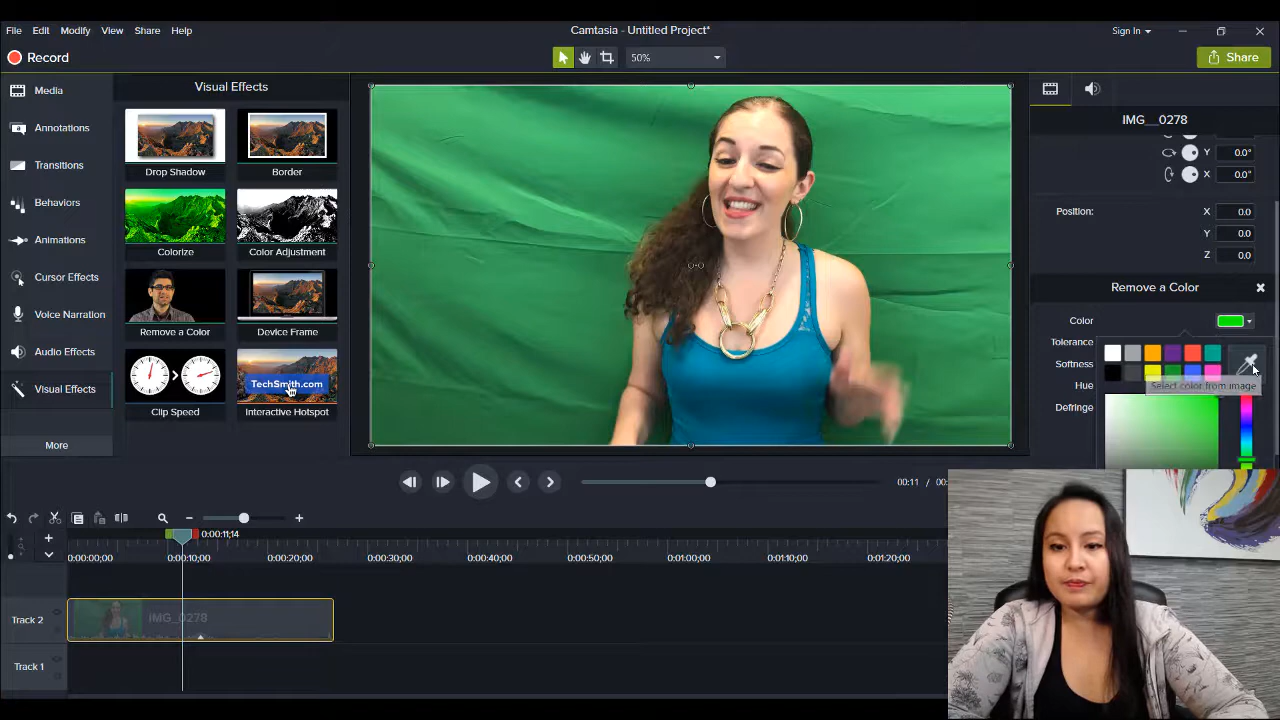 Camtasia - Untitled Project*
File Edit Modify View Share Help
Sign In
Record
50%
Share
Media
Annotations
Transitions
Behaviors
Animations
Cursor Effects
Voice Narration
Audio Effects
Visual Effects
More
Visual Effects
Drop Shadow
Border
Colorize
Color Adjustment
Remove a Color
Device Frame
Clip Speed
TechSmith.com
Interactive Hotspot
IMG__0278
Y 0.0°
X 0.0°
Position: X 0.0
Y 0.0
Z 0.0
Remove a Color
Color
Tolerance
Softness
Select color from image
Hue
Defringe
00:11 / 00:
0:00:11;14
0:00:00;00 0:00:10;00 0:00:20;00 0:00:30;00 0:00:40;00 0:00:50;00 0:01:00;00 0:01:10;00 0:01:20;00
Track 2
IMG_0278
Track 1